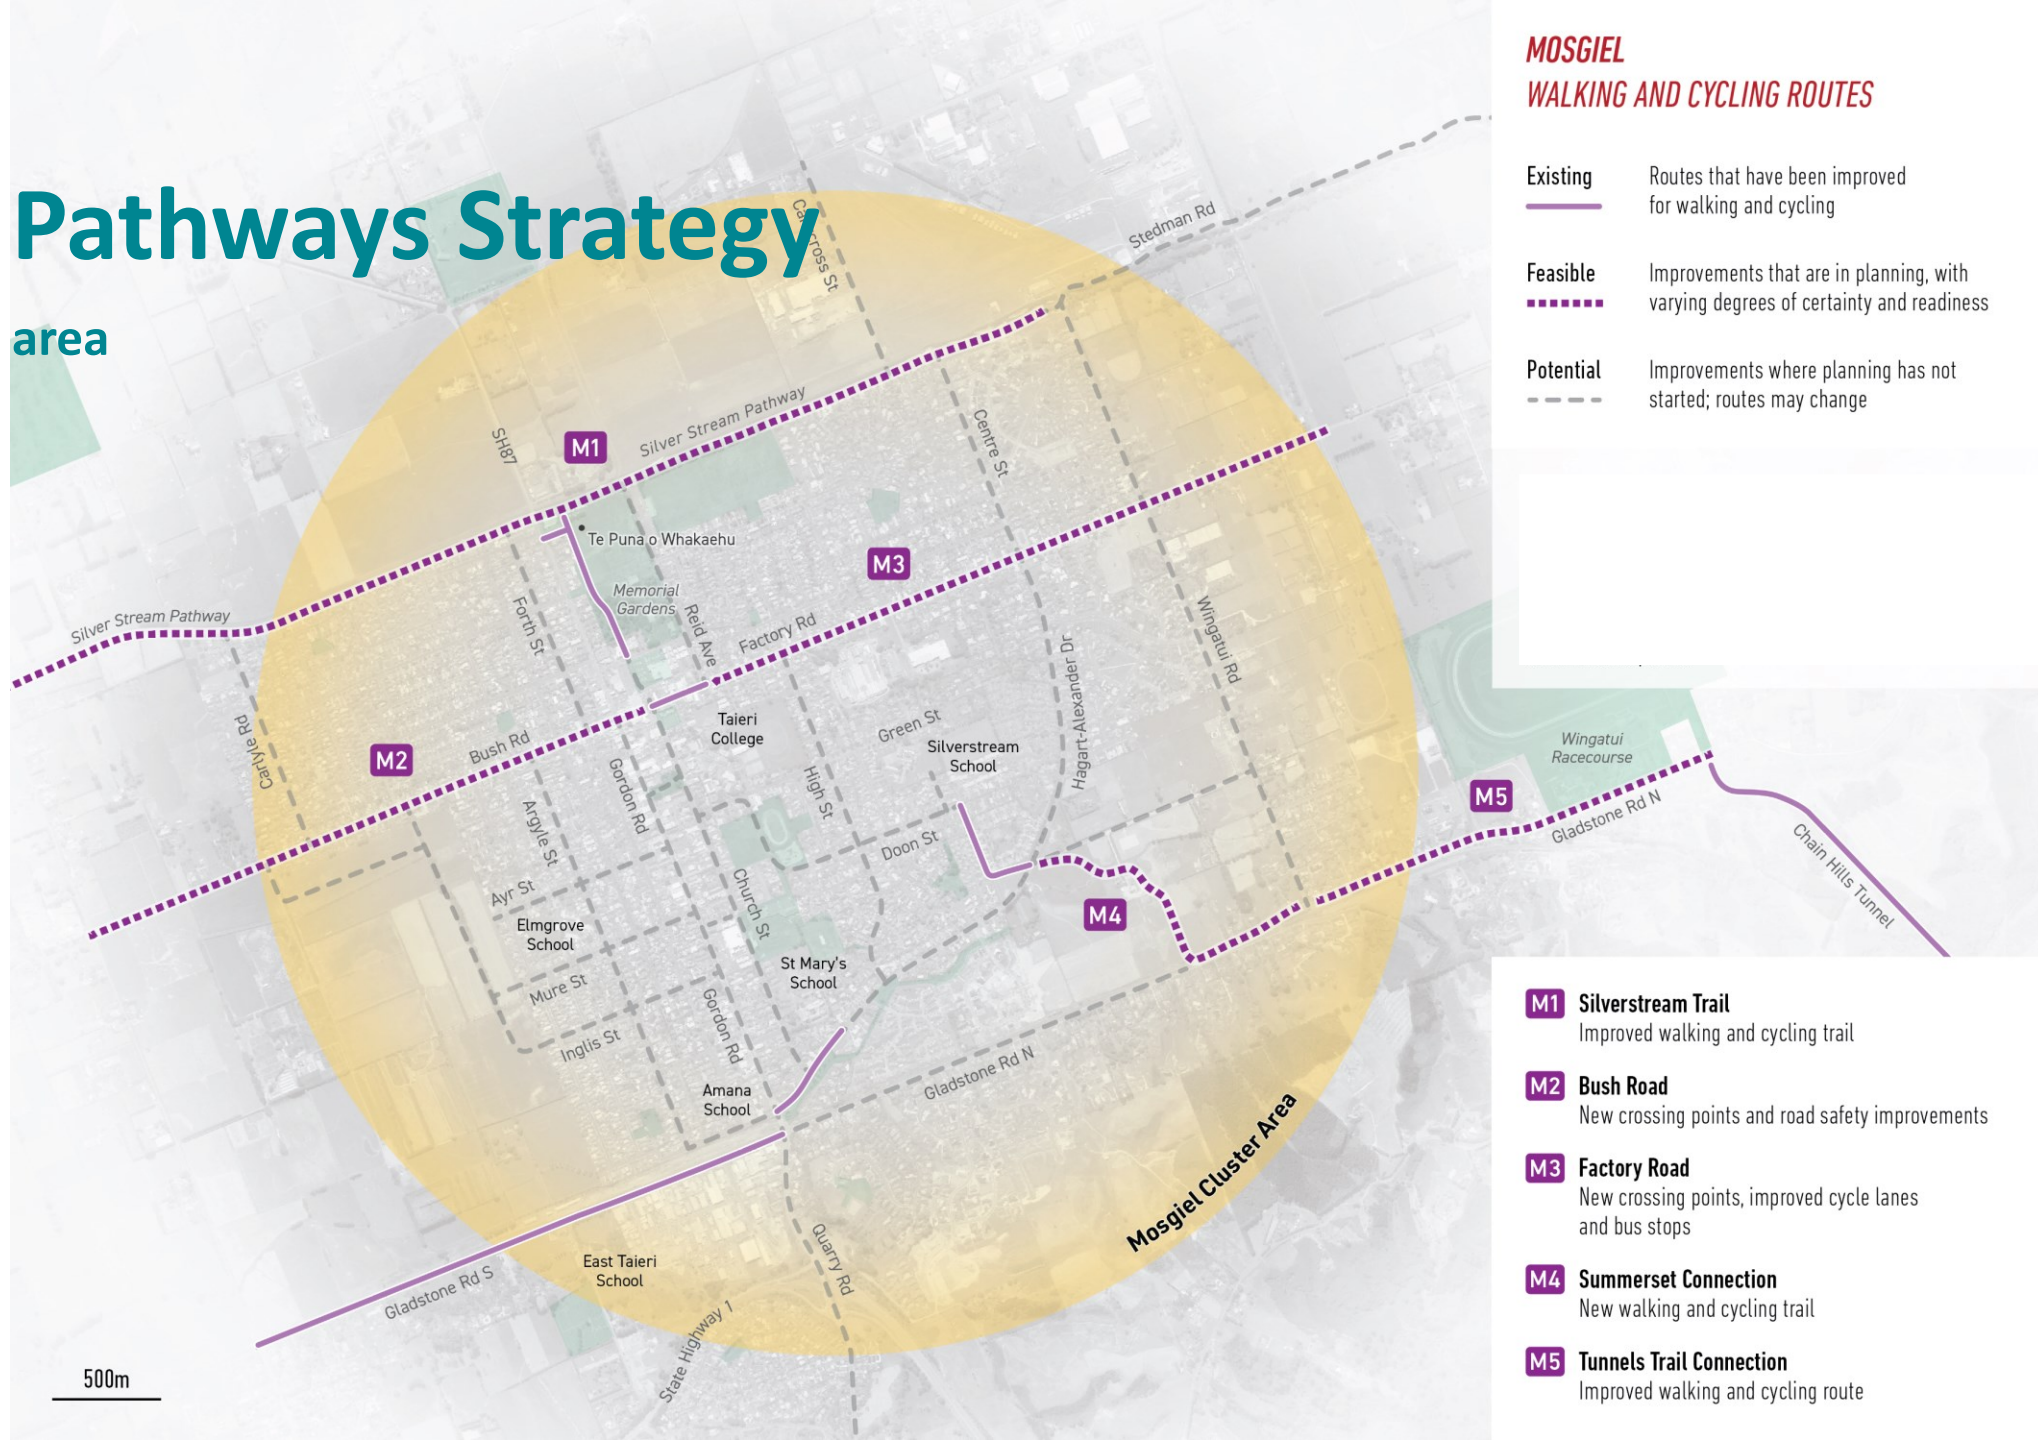 Pathways Strategy
area
MOSGIEL
WALKING AND CYCLING ROUTES
Existing
Routes that have been improved
for walking and cycling
Feasible
Improvements that are in planning, with
varying degrees of certainty and readiness
Potential
Improvements where planning has not
started; routes may change
Stedman Rd
Silver Stream Pathway
M1
SH87
Centre St
Te Puna o Whakaehu
M3
Memorial
Gardens
Silver Stream Pathway
Forth St
Reid Ave
Factory Rd
Wingatui Rd
Hagart-Alexander Dr
Carlyle Rd
M2
Bush Rd
Taieri
College
Green St
Silverstream
School
Wingatui
Racecourse
M5
Gladstone Rd N
Gordon Rd
High St
Argyle St
Doon St
Chain Hills Tunnel
Ayr St
Church St
Elmgrove
School
M4
St Mary's
School
Mure St
Gordon Rd
Inglis St
Gladstone Rd N
Amana
School
Mosgiel Cluster Area
Quarry Rd
East Taieri
School
Gladstone Rd S
State Highway 1
500m
M1 Silverstream Trail
Improved walking and cycling trail
M2 Bush Road
New crossing points and road safety improvements
M3 Factory Road
New crossing points, improved cycle lanes
and bus stops
M4 Summerset Connection
New walking and cycling trail
M5 Tunnels Trail Connection
Improved walking and cycling route